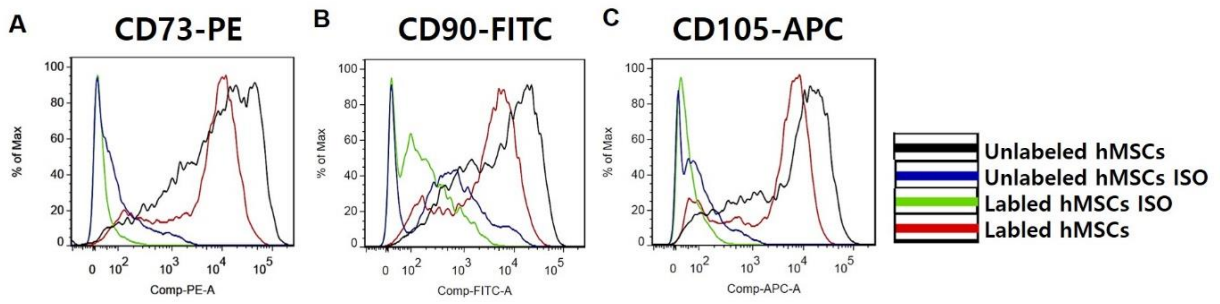 A
CD73-PE
100
80
60
40
20
0
% of Max
0 10² 10³ 10⁴ 10⁵
Comp-PE-A
B
CD90-FITC
100
80
60
40
20
0
% of Max
0 10² 10³ 10⁴ 10⁵
Comp-FITC-A
C
CD105-APC
100
80
60
40
20
0
% of Max
0 10² 10³ 10⁴ 10⁵
Comp-APC-A
Unlabeled hMSCs
Unlabeled hMSCs ISO
Labled hMSCs ISO
Labled hMSCs